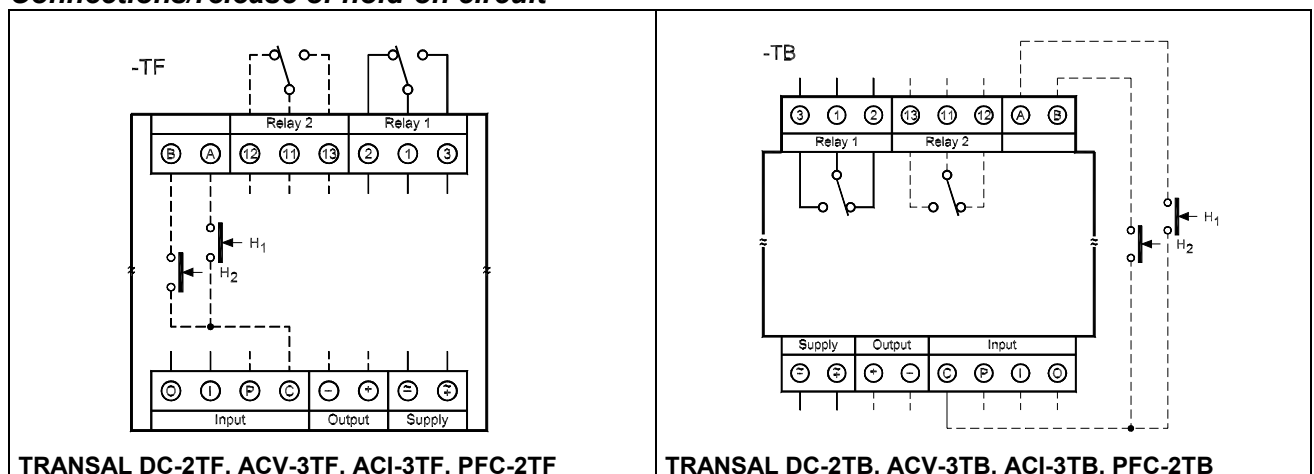 Connections/release of hold-on circuit
-TF
Relay 2 Relay 1
B A 12 11 13 2 1 3
H1
H2
O I P C - + ≂ ≂
Input Output Supply
TRANSAL DC-2TF, ACV-3TF, ACI-3TF, PFC-2TF
-TB
3 1 2 13 11 12 A B
Relay 1 Relay 2
H1
H2
Supply Output Input
+ - C P I O
TRANSAL DC-2TB, ACV-3TB, ACI-3TB, PFC-2TB